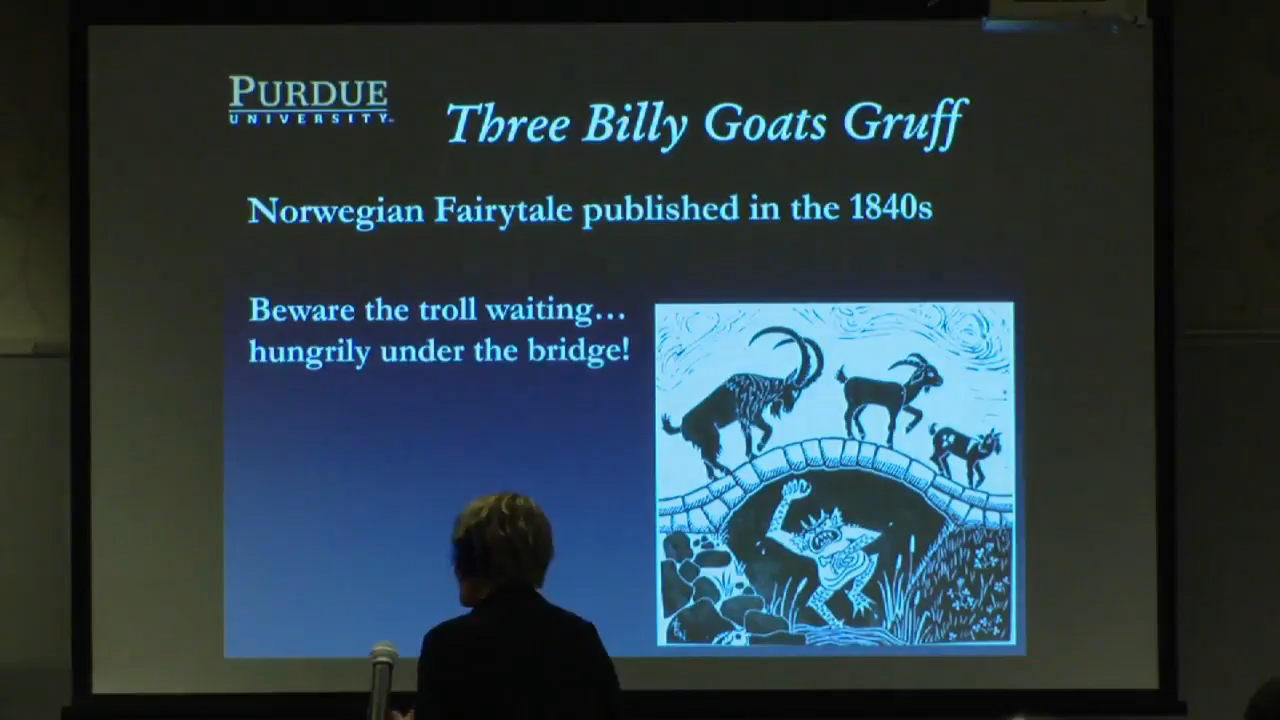 PURDUE
UNIVERSITY
Three Billy Goats Gruff
Norwegian Fairytale published in the 1840s
Beware the troll waiting…
hungrily under the bridge!